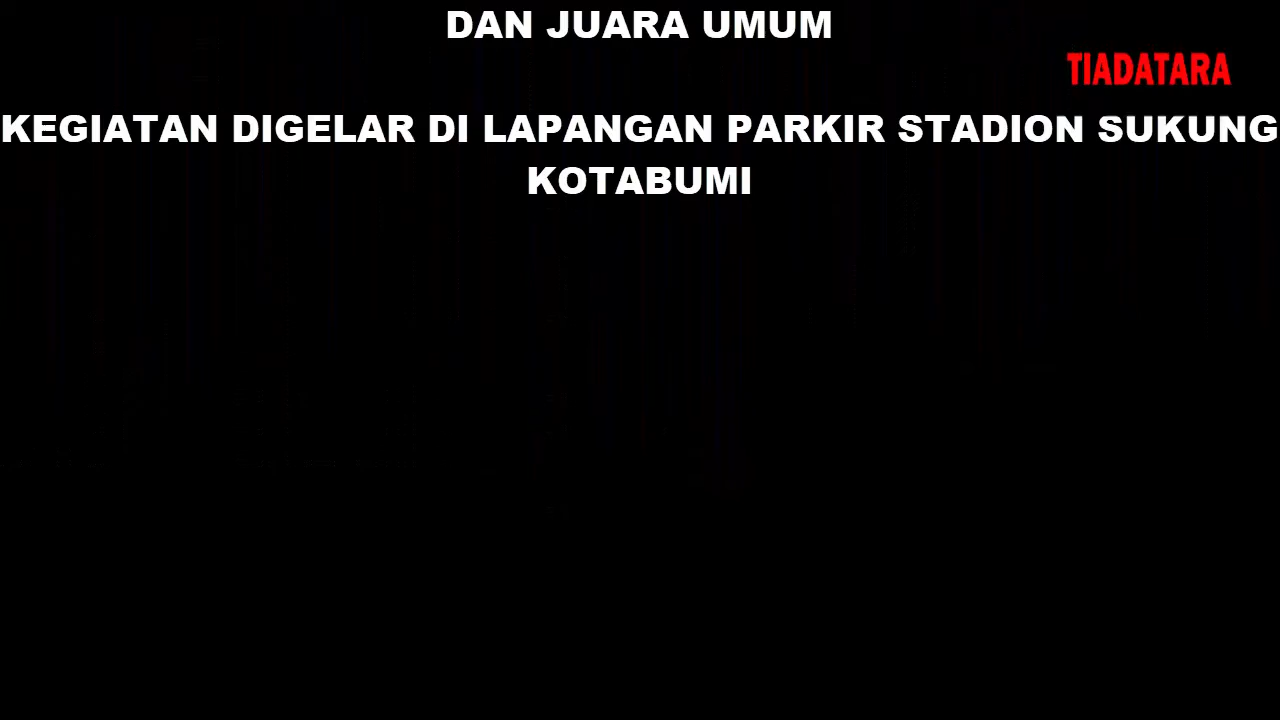 DAN JUARA UMUM
TIADATARA
KEGIATAN DIGELAR DI LAPANGAN PARKIR STADION SUKUNG
KOTABUMI